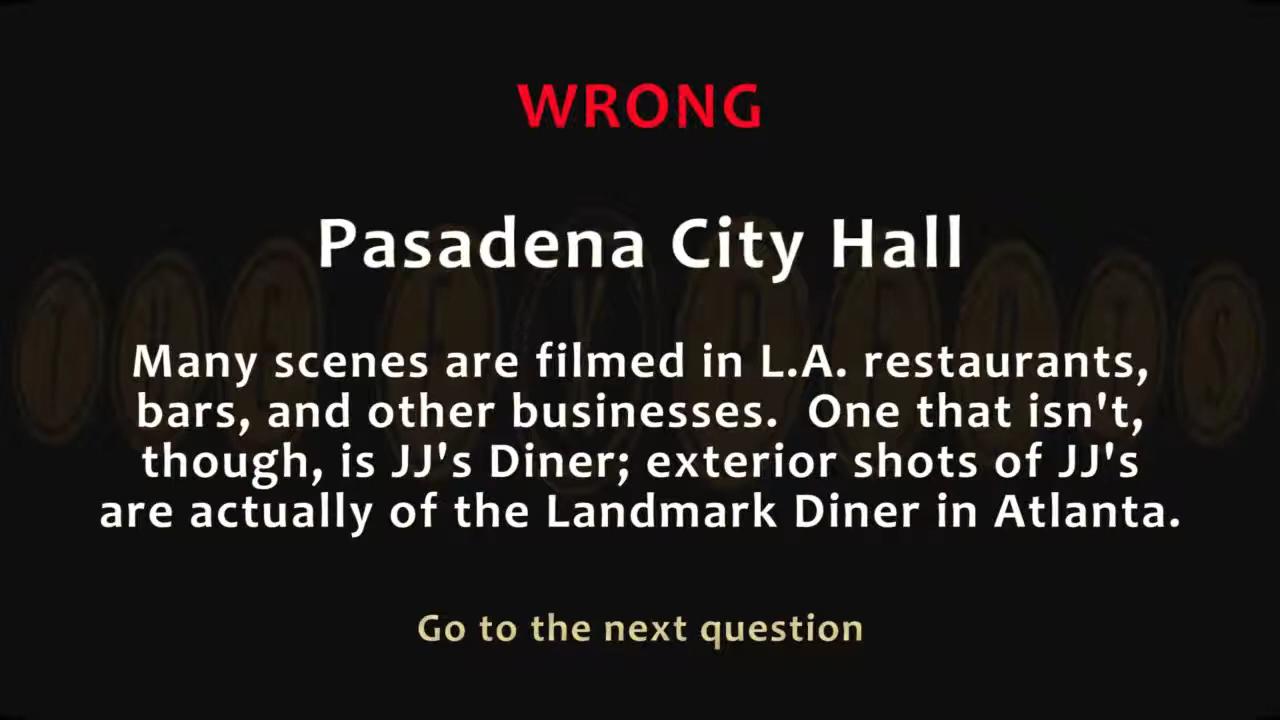 WRONG
Pasadena City Hall
Many scenes are filmed in L.A. restaurants,
bars, and other businesses.  One that isn't,
though, is JJ's Diner; exterior shots of JJ's
are actually of the Landmark Diner in Atlanta.
Go to the next question